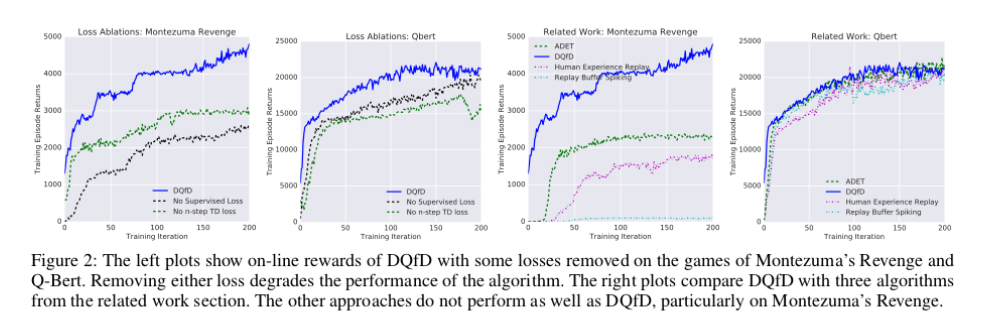 Loss Ablations: Montezuma Revenge
5000
4000
3000
2000
1000
0
0 50 100 150 200
Training Episode Returns
Training Iteration
DQfD
No Supervised Loss
No n-step TD loss
Loss Ablations: Qbert
25000
20000
15000
10000
5000
0
0 50 100 150 200
Training Episode Returns
Training Iteration
DQfD
No Supervised Loss
No n-step TD loss
Related Work: Montezuma Revenge
5000
4000
3000
2000
1000
0
0 50 100 150 200
Training Episode Returns
Training Iteration
ADET
DQfD
Human Experience Replay
Replay Buffer Spiking
Related Work: Qbert
25000
20000
15000
10000
5000
0
0 50 100 150 200
Training Episode Returns
Training Iteration
ADET
DQfD
Human Experience Replay
Replay Buffer Spiking
Figure 2: The left plots show on-line rewards of DQfD with some losses removed on the games of Montezuma's Revenge and
Q-Bert. Removing either loss degrades the performance of the algorithm. The right plots compare DQfD with three algorithms
from the related work section. The other approaches do not perform as well as DQfD, particularly on Montezuma's Revenge.